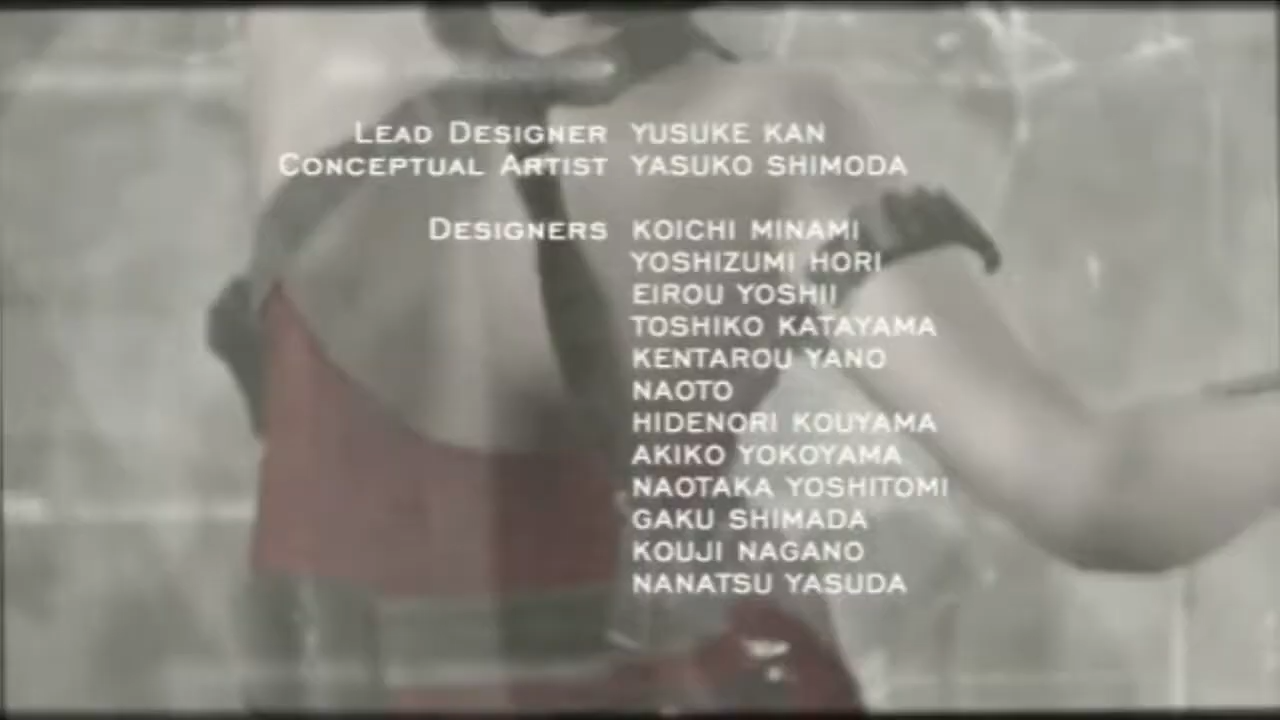 Lead Designer YUSUKE KAN
Conceptual Artist YASUKO SHIMODA
Designers KOICHI MINAMI
YOSHIZUMI HORI
EIROU YOSHII
TOSHIKO KATAYAMA
KENTAROU YANO
NAOTO
HIDENORI KOUYAMA
AKIKO YOKOYAMA
NAOTAKA YOSHITOMI
GAKU SHIMADA
KOUJI NAGANO
NANATSU YASUDA